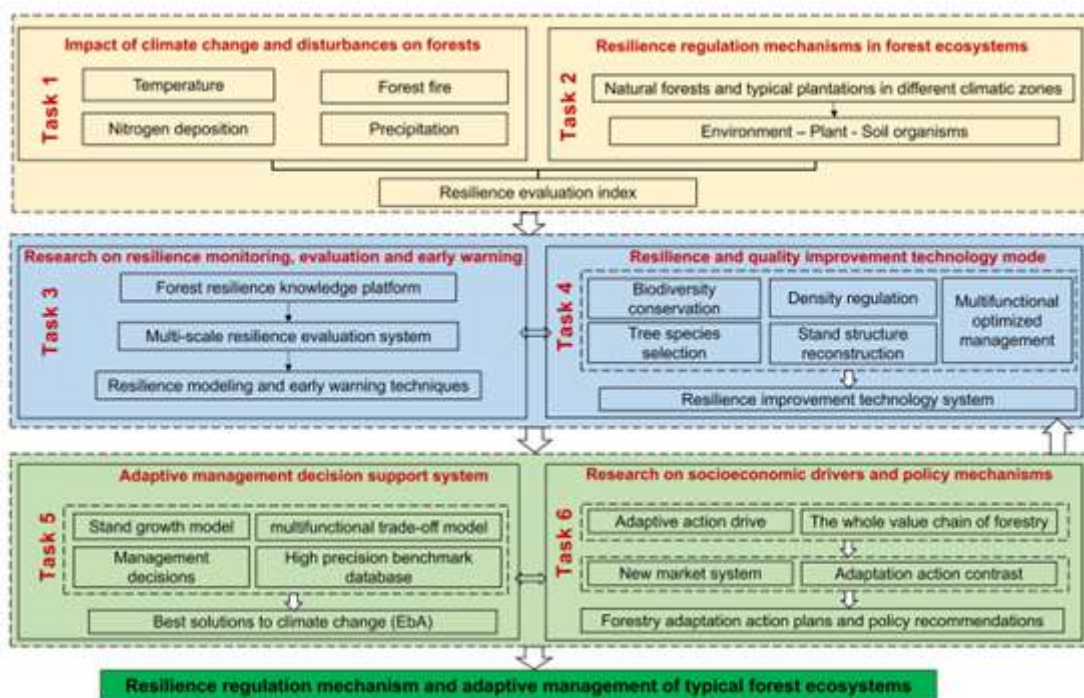 Impact of climate change and disturbances on forests
Task 1
Temperature
Forest fire
Nitrogen deposition
Precipitation
Resilience regulation mechanisms in forest ecosystems
Task 2
Natural forests and typical plantations in different climatic zones
Environment – Plant - Soil organisms
Resilience evaluation index
Research on resilience monitoring, evaluation and early warning
Task 3
Forest resilience knowledge platform
Multi-scale resilience evaluation system
Resilience modeling and early warning techniques
Resilience and quality improvement technology mode
Task 4
Biodiversity
conservation
Density regulation
Tree species
selection
Stand structure
reconstruction
Multifunctional
optimized
management
Resilience improvement technology system
Adaptive management decision support system
Task 5
Stand growth model
multifunctional trade-off model
Management
decisions
High precision benchmark
database
Best solutions to climate change (EbA)
Research on socioeconomic drivers and policy mechanisms
Task 6
Adaptive action drive
The whole value chain of forestry
New market system
Adaptation action contrast
Forestry adaptation action plans and policy recommendations
Resilience regulation mechanism and adaptive management of typical forest ecosystems